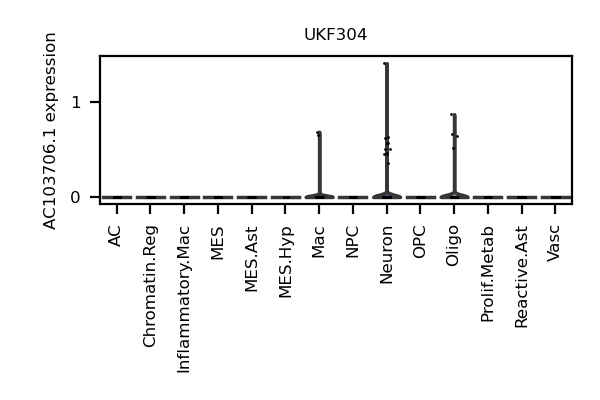 UKF304
AC103706.1 expression
1
0
AC
Chromatin.Reg
Inflammatory.Mac
MES
MES.Ast
MES.Hyp
Mac
NPC
Neuron
OPC
Oligo
Prolif.Metab
Reactive.Ast
Vasc